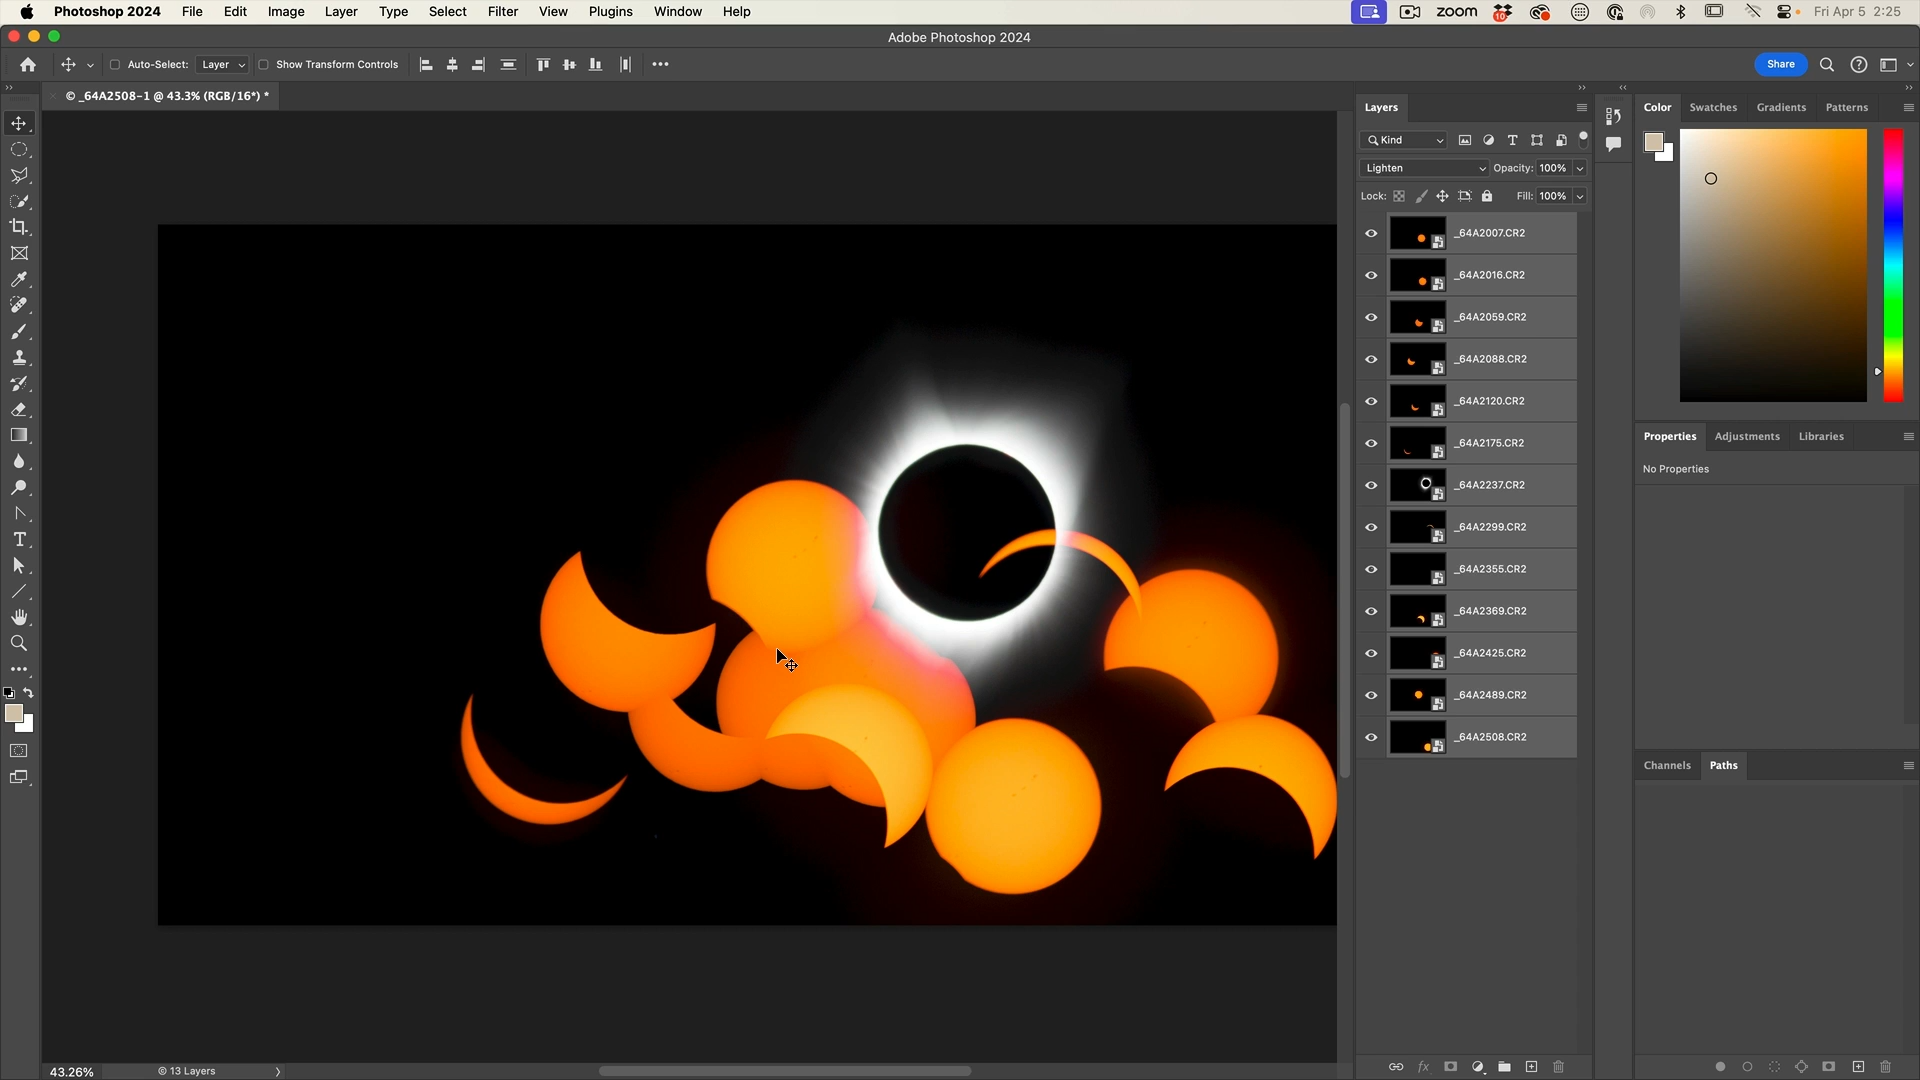 Photoshop 2024 File Edit Image Layer Type Select Filter View Plugins Window Help zoom 10 Fri Apr 5 2:25
Adobe Photoshop 2024
Auto-Select: Layer Show Transform Controls Share
© _64A2508-1 @ 43.3% (RGB/16*) *
Layers
Color Swatches Gradients Patterns
Kind
Lighten Opacity: 100%
Lock: Fill: 100%
_64A2007.CR2
_64A2016.CR2
_64A2059.CR2
_64A2088.CR2
_64A2120.CR2
_64A2175.CR2
_64A2237.CR2
_64A2299.CR2
_64A2355.CR2
_64A2369.CR2
_64A2425.CR2
_64A2489.CR2
_64A2508.CR2
Properties Adjustments Libraries
No Properties
Channels Paths
43.26% © 13 Layers
fx